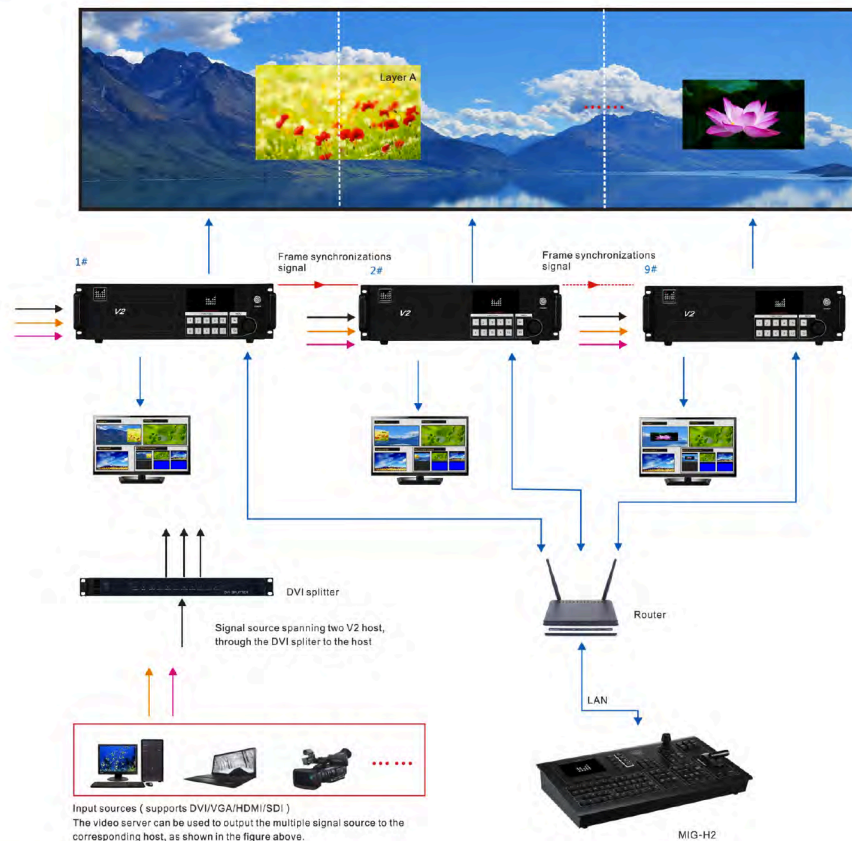 Layer A
1#
Frame synchronizations
signal
2#
Frame synchronizations
signal
9#
V2
V2
V2
DVI splitter
Signal source spanning two V2 host,
through the DVI spliter to the host
Router
LAN
Input sources ( supports DVI/VGA/HDMI/SDI )
The video server can be used to output the multiple signal source to the
corresponding host, as shown in the figure above.
MIG-H2